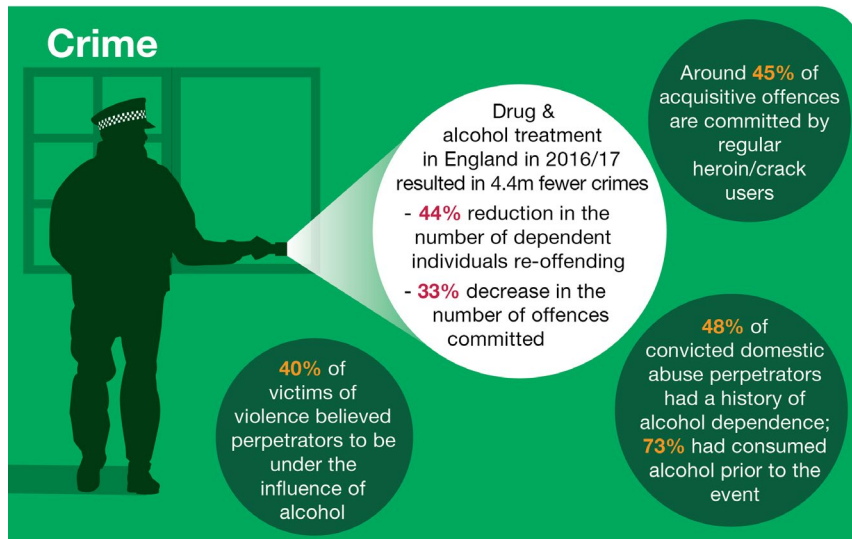 Crime
Drug &
alcohol treatment
in England in 2016/17
resulted in 4.4m fewer crimes
- 44% reduction in the
number of dependent
individuals re-offending
- 33% decrease in the
number of offences
committed
Around 45% of
acquisitive offences
are committed by
regular
heroin/crack
users
40% of
victims of
violence believed
perpetrators to be
under the
influence of
alcohol
48% of
convicted domestic
abuse perpetrators
had a history of
alcohol dependence;
73% had consumed
alcohol prior to the
event